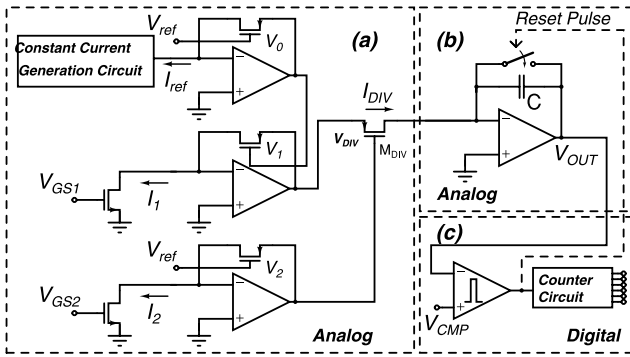 V_ref
V_0
(a)
Constant Current
Generation Circuit
I_ref
−
+
V_1
V_GS1
I_1
−
+
V_ref
V_2
V_GS2
I_2
−
+
I_DIV
V_DIV
M_DIV
Analog
(b)
Reset Pulse
C
−
+
V_OUT
Analog
(c)
−
+
V_CMP
Counter
Circuit
Digital